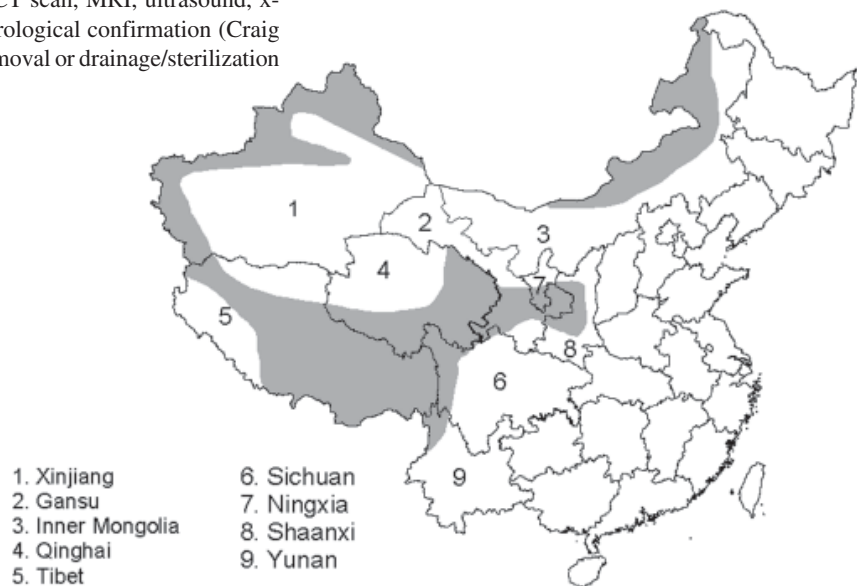 CT scan, MRI, ultrasound, x-
rological confirmation (Craig
moval or drainage/sterilization
1
2
3
4
5
6
7
8
9
1. Xinjiang
2. Gansu
3. Inner Mongolia
4. Qinghai
5. Tibet
6. Sichuan
7. Ningxia
8. Shaanxi
9. Yunan